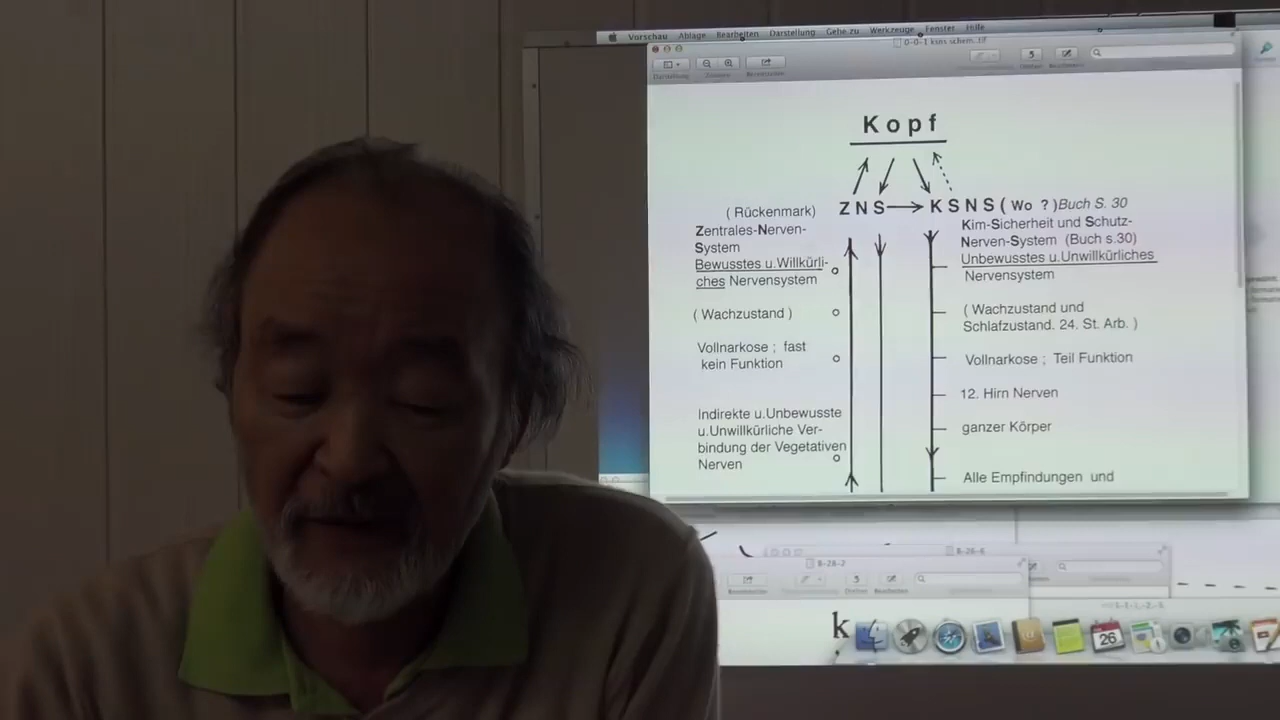 Vorschau Ablage Bearbeiten Darstellung Gehe zu Werkzeuge Fenster Hilfe
Kopf
(Rückenmark)
ZNS
KSNS (Wo ?) Buch S. 30
Zentrales-Nerven-
System
Bewusstes u.Willkürli-
ches Nervensystem
Kim-Sicherheit und Schutz-
Nerven-System (Buch s.30)
Unbewusstes u.Unwillkürliches
Nervensystem
( Wachzustand )
( Wachzustand und
Schlafzustand. 24. St. Arb. )
Vollnarkose ; fast
kein Funktion
Vollnarkose ; Teil Funktion
12. Hirn Nerven
Indirekte u.Unbewusste
u.Unwillkürliche Ver-
bindung der Vegetativen
Nerven
ganzer Körper
Alle Empfindungen und
k
26